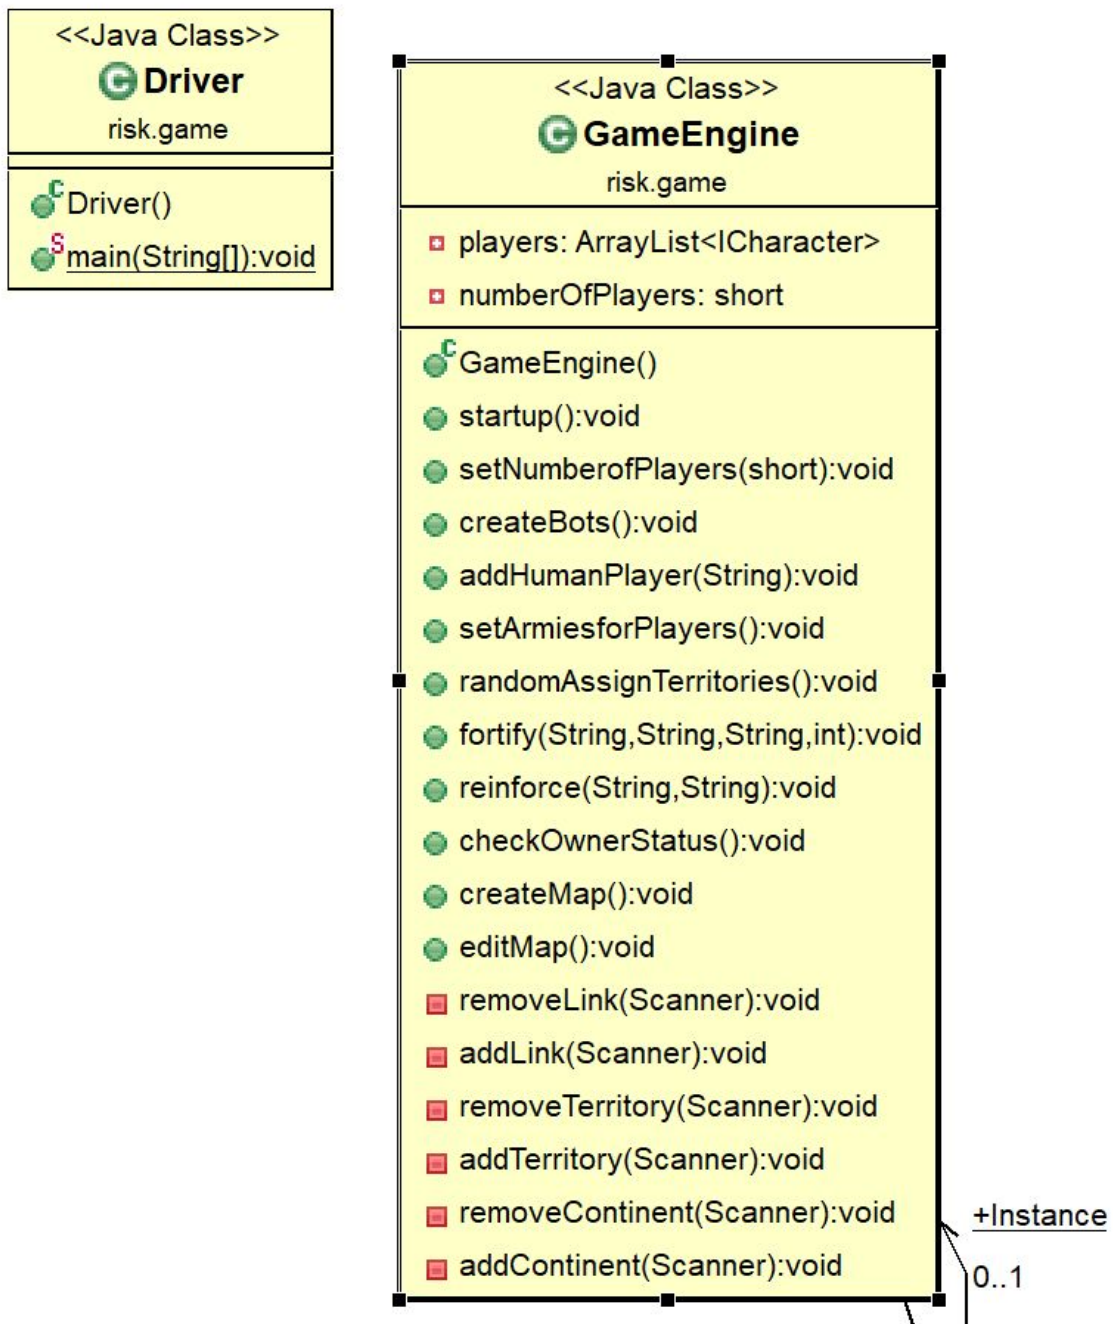 <<Java Class>>
C Driver
risk.game
C Driver()
S main(String[]):void
<<Java Class>>
C GameEngine
risk.game
players: ArrayList<ICharacter>
numberOfPlayers: short
C GameEngine()
startup():void
setNumberofPlayers(short):void
createBots():void
addHumanPlayer(String):void
setArmiesforPlayers():void
randomAssignTerritories():void
fortify(String,String,String,int):void
reinforce(String,String):void
checkOwnerStatus():void
createMap():void
editMap():void
removeLink(Scanner):void
addLink(Scanner):void
removeTerritory(Scanner):void
addTerritory(Scanner):void
removeContinent(Scanner):void
addContinent(Scanner):void
+Instance
0..1